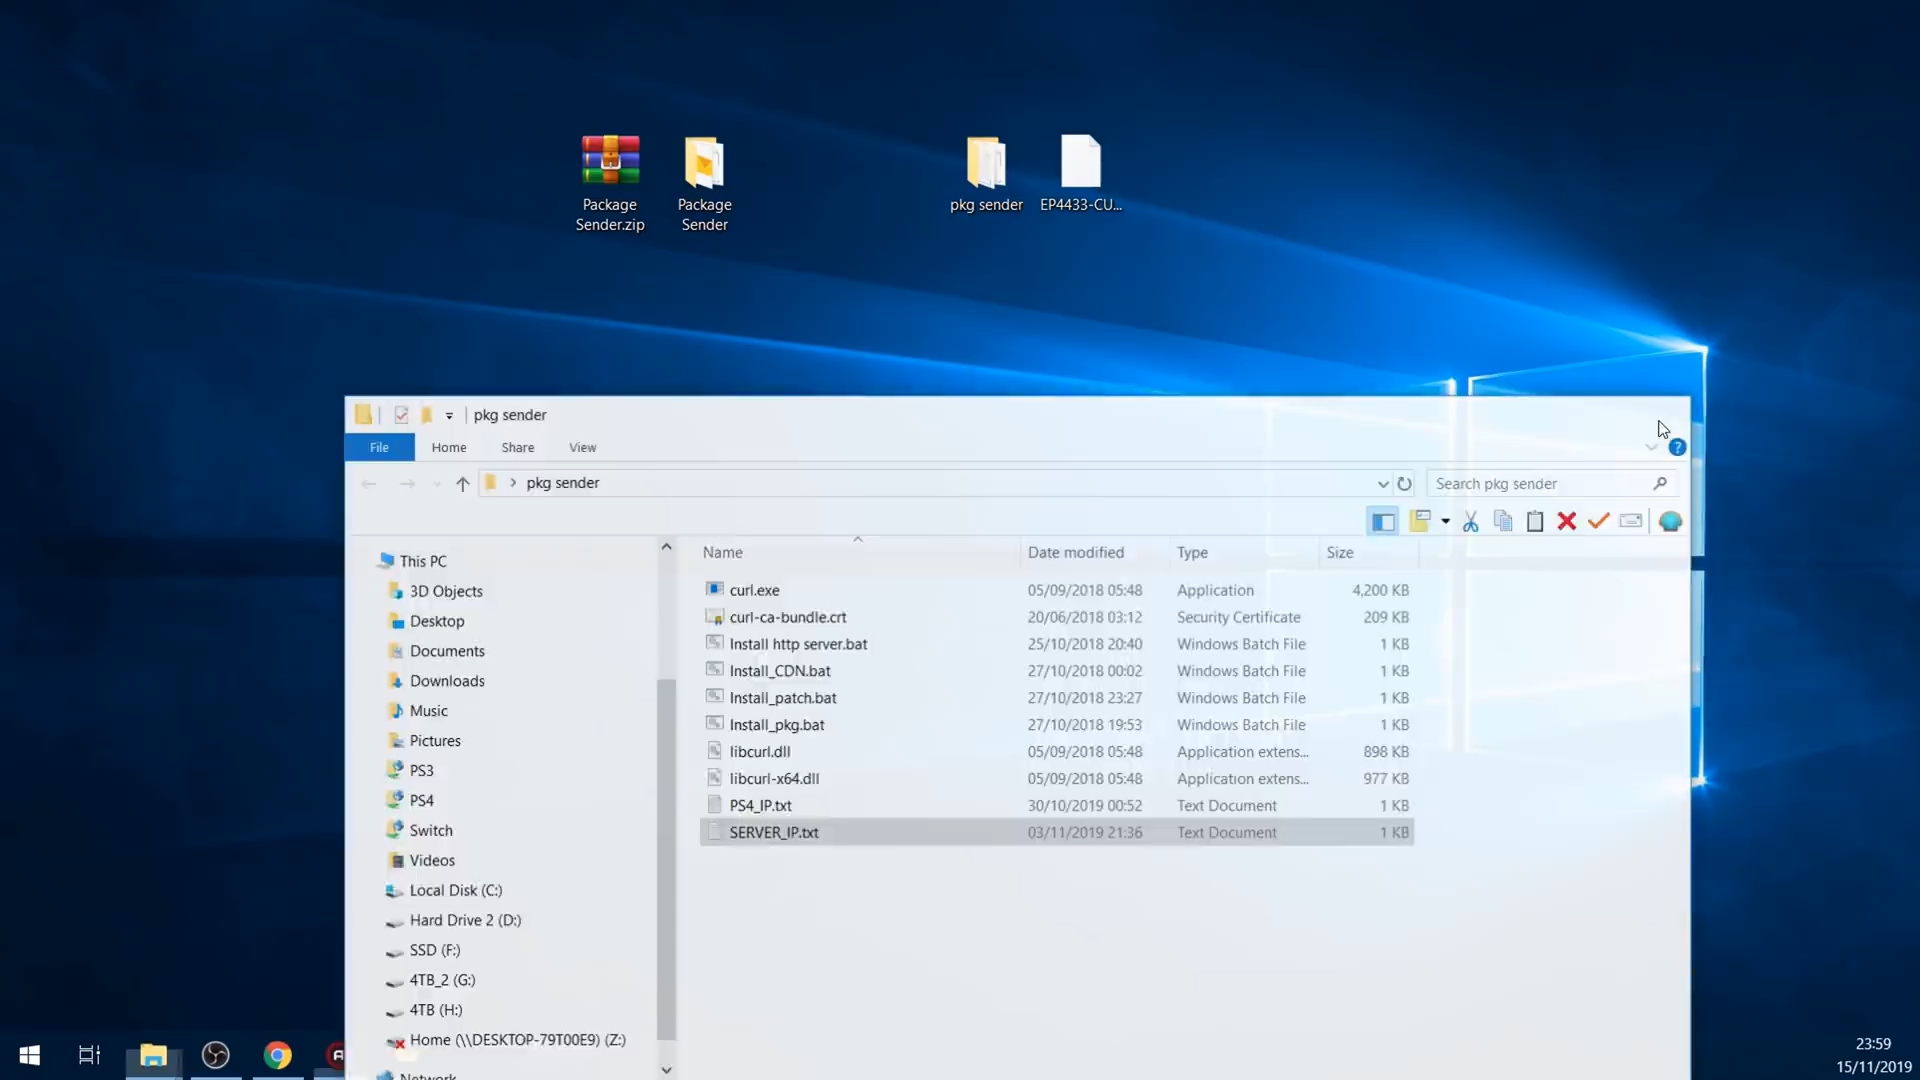 Package
Sender.zip
Package
Sender
pkg sender
EP4433-CU...
pkg sender
File
Home
Share
View
?
pkg sender
Search pkg sender
Name
Date modified
Type
Size
This PC
3D Objects
Desktop
Documents
Downloads
Music
Pictures
PS3
PS4
Switch
Videos
Local Disk (C:)
Hard Drive 2 (D:)
SSD (F:)
4TB_2 (G:)
4TB (H:)
Home (\\DESKTOP-79T00E9) (Z:)
Network
curl.exe 05/09/2018 05:48 Application 4,200 KB
curl-ca-bundle.crt 20/06/2018 03:12 Security Certificate 209 KB
Install http server.bat 25/10/2018 20:40 Windows Batch File 1 KB
Install_CDN.bat 27/10/2018 00:02 Windows Batch File 1 KB
Install_patch.bat 27/10/2018 23:27 Windows Batch File 1 KB
Install_pkg.bat 27/10/2018 19:53 Windows Batch File 1 KB
libcurl.dll 05/09/2018 05:48 Application extens... 898 KB
libcurl-x64.dll 05/09/2018 05:48 Application extens... 977 KB
PS4_IP.txt 30/10/2019 00:52 Text Document 1 KB
SERVER_IP.txt 03/11/2019 21:36 Text Document 1 KB
23:59
15/11/2019